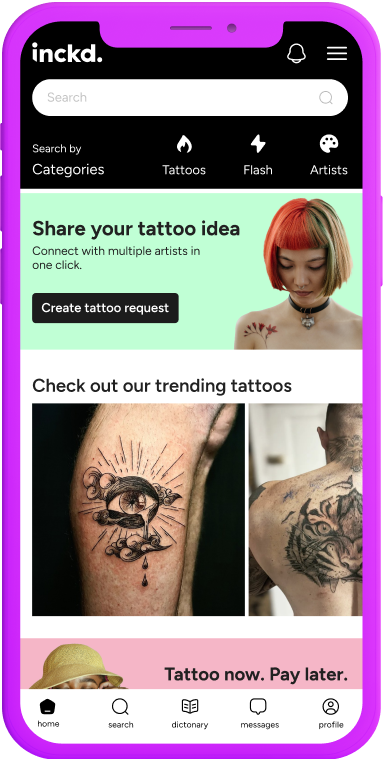 inckd.
Search
Search by
Categories
Tattoos
Flash
Artists
Share your tattoo idea
Connect with multiple artists in
one click.
Create tattoo request
Check out our trending tattoos
Tattoo now. Pay later.
home
search
dictonary
messages
profile